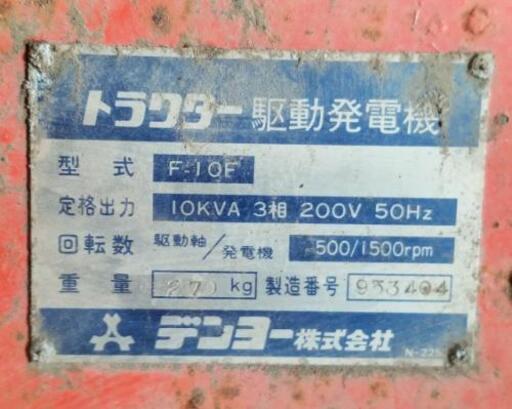 トラクター駆動発電機
型式 F-10F
定格出力 10KVA 3相 200V 50Hz
回転数 駆動軸/発電機 500/1500rpm
重量 270kg 製造番号 953404
デンヨー株式会社